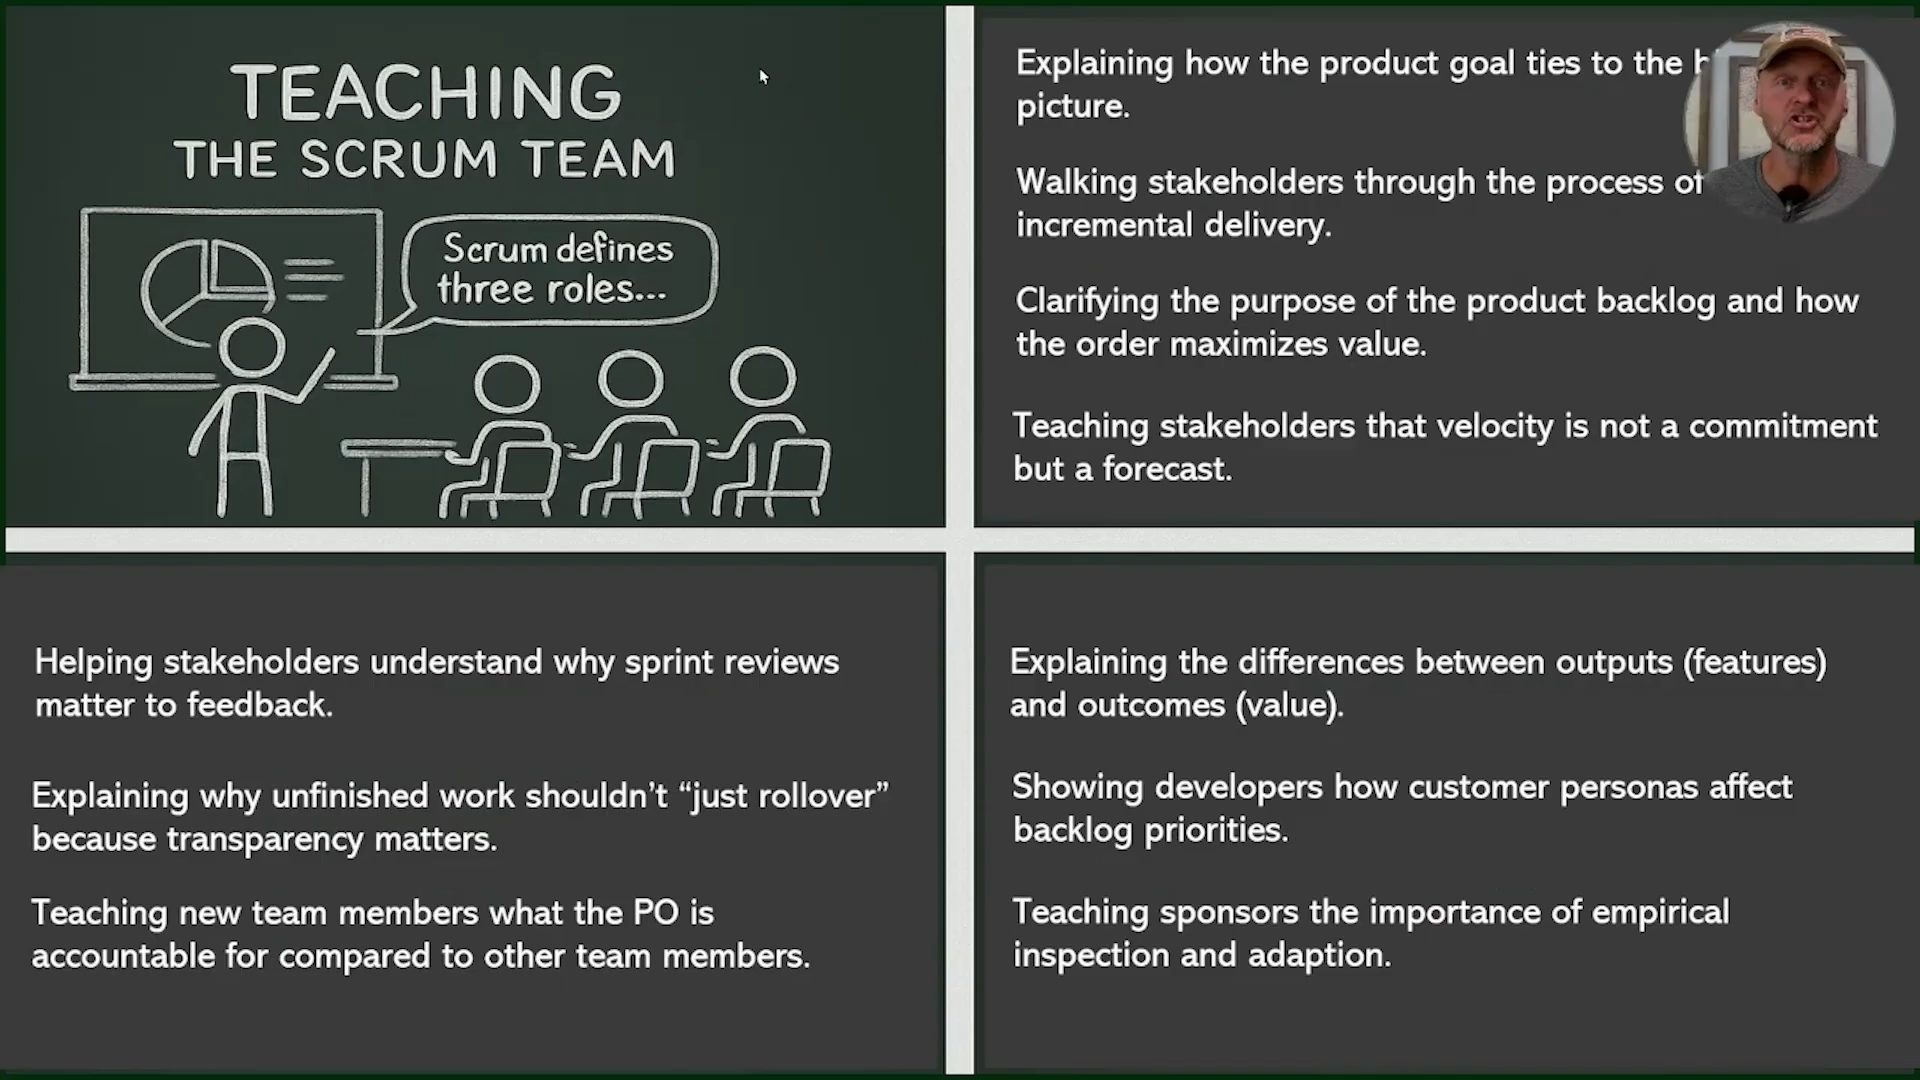 TEACHING
THE SCRUM TEAM
Scrum defines
three roles...
Explaining how the product goal ties to the
picture.
Walking stakeholders through the process of
incremental delivery.
Clarifying the purpose of the product backlog and how
the order maximizes value.
Teaching stakeholders that velocity is not a commitment
but a forecast.
Helping stakeholders understand why sprint reviews
matter to feedback.
Explaining why unfinished work shouldn’t “just rollover”
because transparency matters.
Teaching new team members what the PO is
accountable for compared to other team members.
Explaining the differences between outputs (features)
and outcomes (value).
Showing developers how customer personas affect
backlog priorities.
Teaching sponsors the importance of empirical
inspection and adaption.